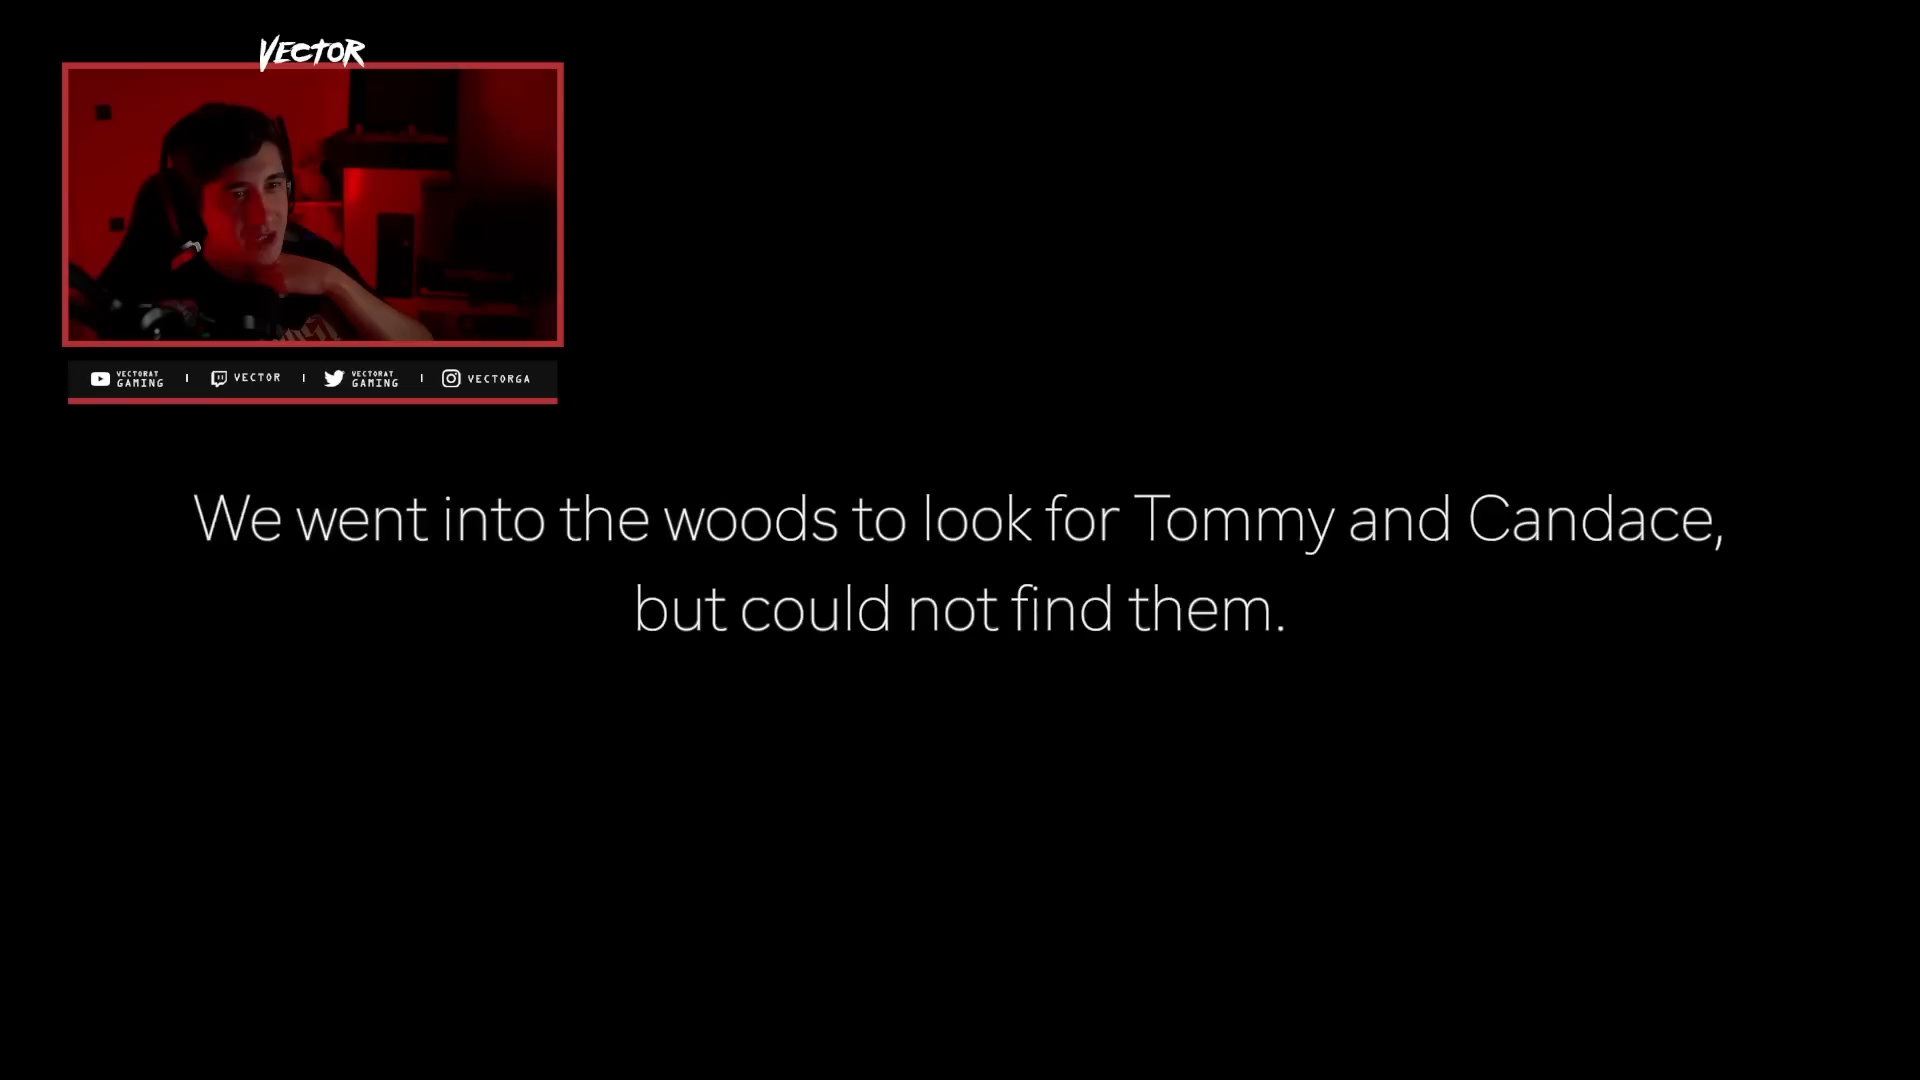 VECTOR
VECTORAT GAMING
VECTOR
VECTORAT GAMING
VECTORGA
We went into the woods to look for Tommy and Candace,
but could not find them.